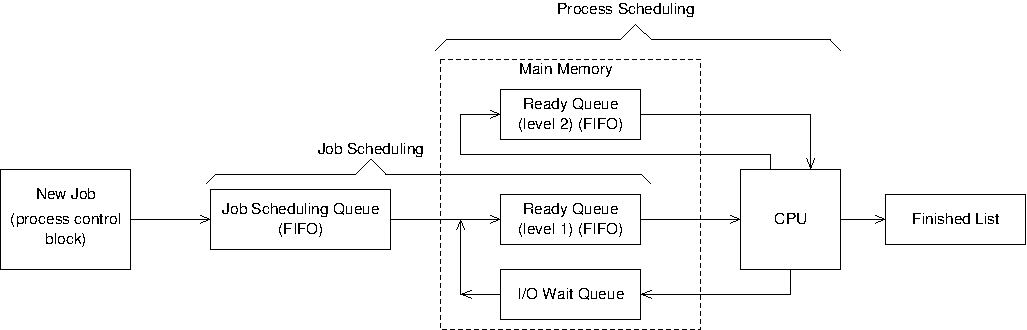 Process Scheduling
Main Memory
Ready Queue
(level 2) (FIFO)
Job Scheduling
New Job
(process control
block)
Job Scheduling Queue
(FIFO)
Ready Queue
(level 1) (FIFO)
CPU
Finished List
I/O Wait Queue